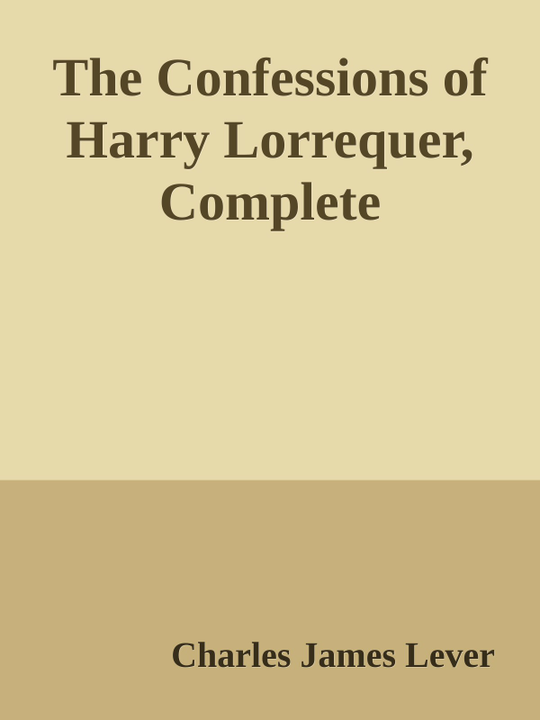 The Confessions of
Harry Lorrequer,
Complete
Charles James Lever